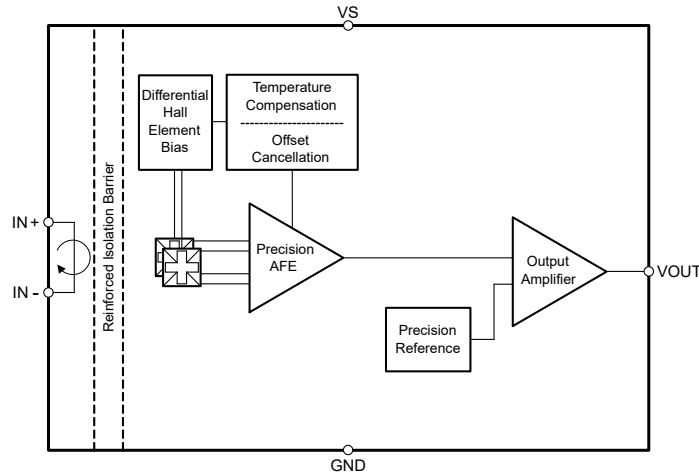 VS
Differential
Hall
Element
Bias
Temperature
Compensation
Offset
Cancellation
Reinforced Isolation Barrier
IN+
IN -
Precision
AFE
Output
Amplifier
VOUT
Precision
Reference
GND